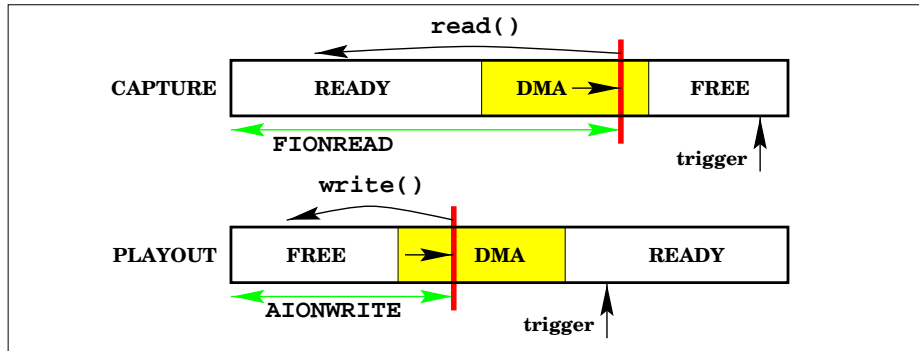 read()
CAPTURE READY DMA FREE
FIONREAD
trigger
write()
PLAYOUT FREE DMA READY
AIONWRITE
trigger